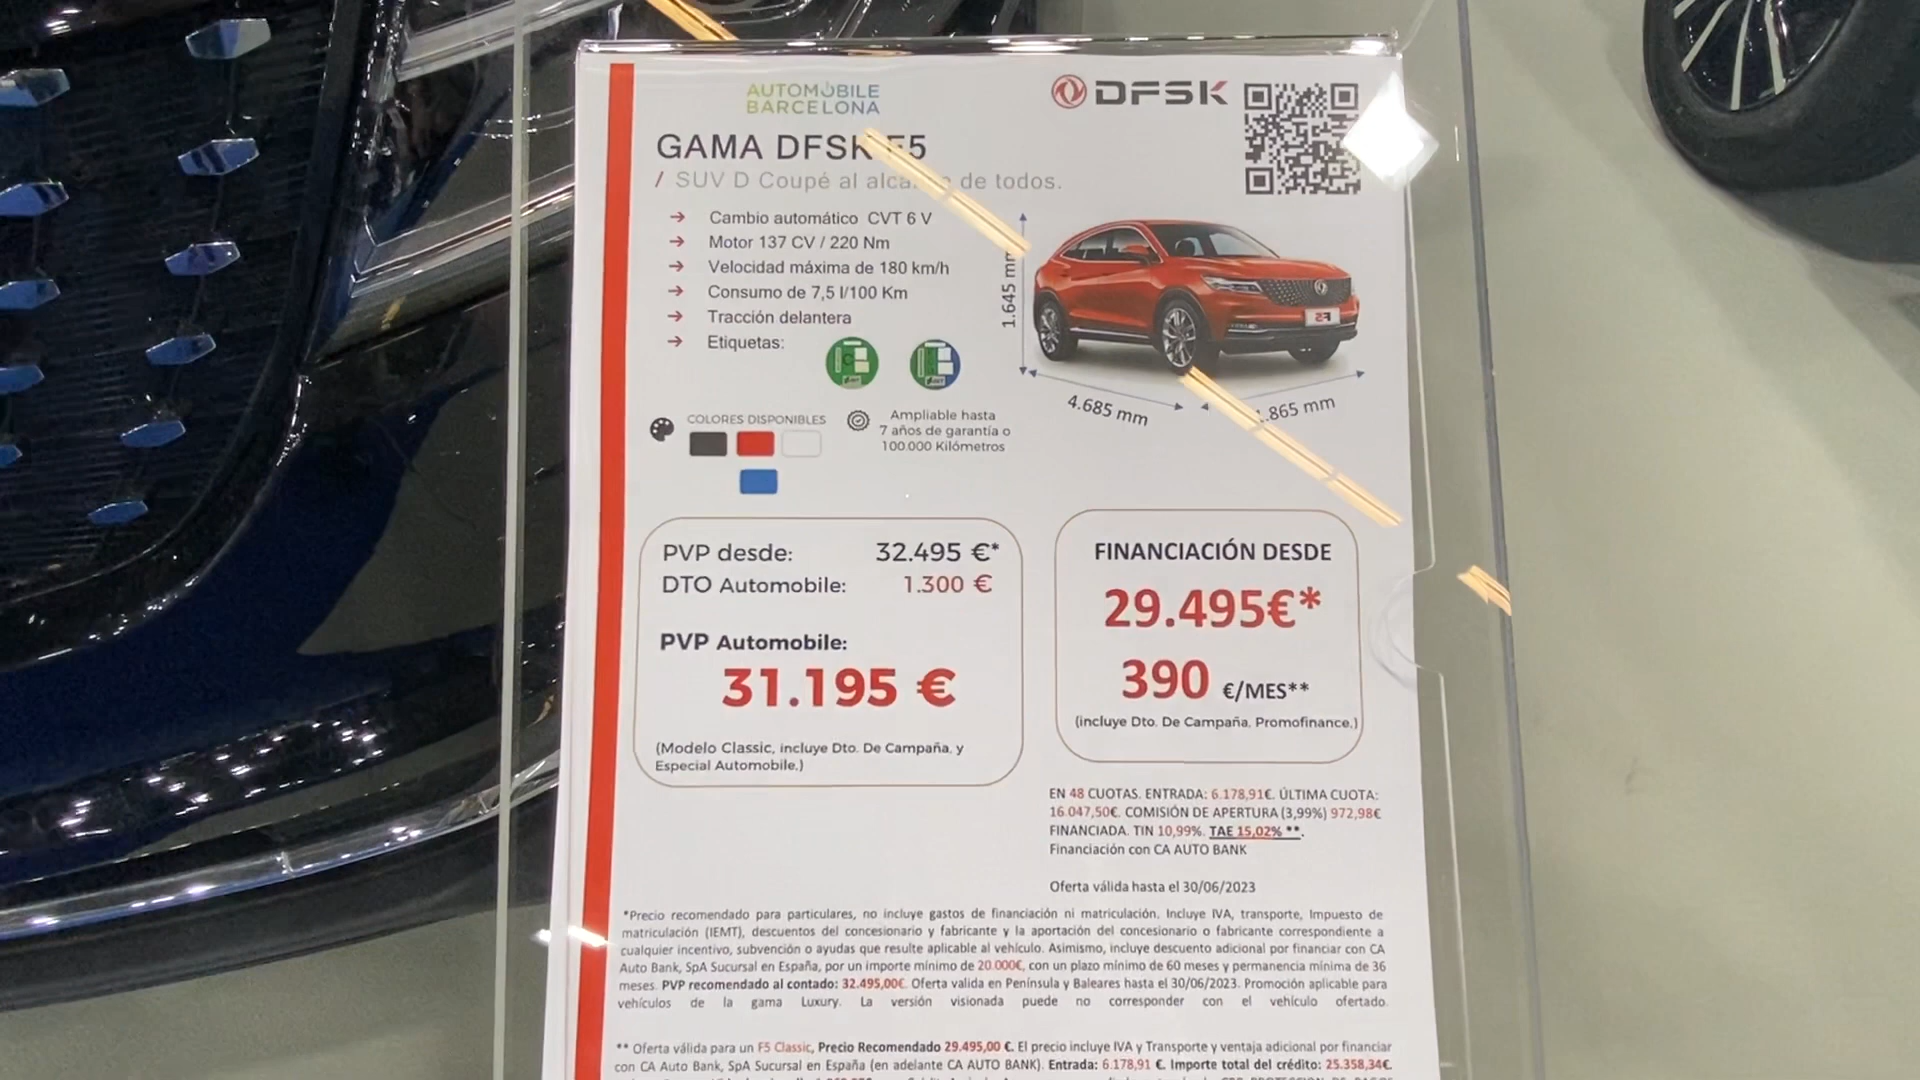 AUTOMOBILE
BARCELONA
DFSK
GAMA DFSK F5
/ SUV D Coupé al de todos.
→ Cambio automático CVT 6 V
→ Motor 137 CV / 220 Nm
→ Velocidad máxima de 180 km/h
→ Consumo de 7,5 l/100 Km
→ Tracción delantera
→ Etiquetas:
C
1.645 mm
F5
4.685 mm
.865 mm
COLORES DISPONIBLES
Ampliable hasta
7 años de garantía o
100.000 Kilómetros
PVP desde: 32.495 €*
DTO Automobile: 1.300 €
PVP Automobile:
31.195 €
(Modelo Classic, incluye Dto. De Campaña. y
Especial Automobile.)
FINANCIACIÓN DESDE
29.495€*
390 €/MES**
(incluye Dto. De Campaña. Promofinance.)
EN 48 CUOTAS. ENTRADA: 6.178,91€. ÚLTIMA CUOTA:
16.047,50€. COMISIÓN DE APERTURA (3,99%) 972,98€
FINANCIADA. TIN 10,99%. TAE 15,02% **.
Financiación con CA AUTO BANK
Oferta válida hasta el 30/06/2023
*Precio recomendado para particulares, no incluye gastos de financiación ni matriculación. Incluye IVA, transporte, Impuesto de
matriculación (IEMT), descuentos del concesionario y fabricante y la aportación del concesionario o fabricante correspondiente a
cualquier incentivo, subvención o ayudas que resulte aplicable al vehículo. Asimismo, incluye descuento adicional por financiar con CA
Auto Bank, SpA Sucursal en España, por un importe mínimo de 20.000€, con un plazo mínimo de 60 meses y permanencia mínima de 36
meses. PVP recomendado al contado: 32.495,00€. Oferta valida en Península y Baleares hasta el 30/06/2023. Promoción aplicable para
vehículos de la gama Luxury. La versión visionada puede no corresponder con el vehículo ofertado.
** Oferta válida para un F5 Classic, Precio Recomendado 29.495,00 €. El precio incluye IVA y Transporte y ventaja adicional por financiar
con CA Auto Bank, SpA Sucursal en España (en adelante CA AUTO BANK). Entrada: 6.178,91 €. Importe total del crédito: 25.358,34€.